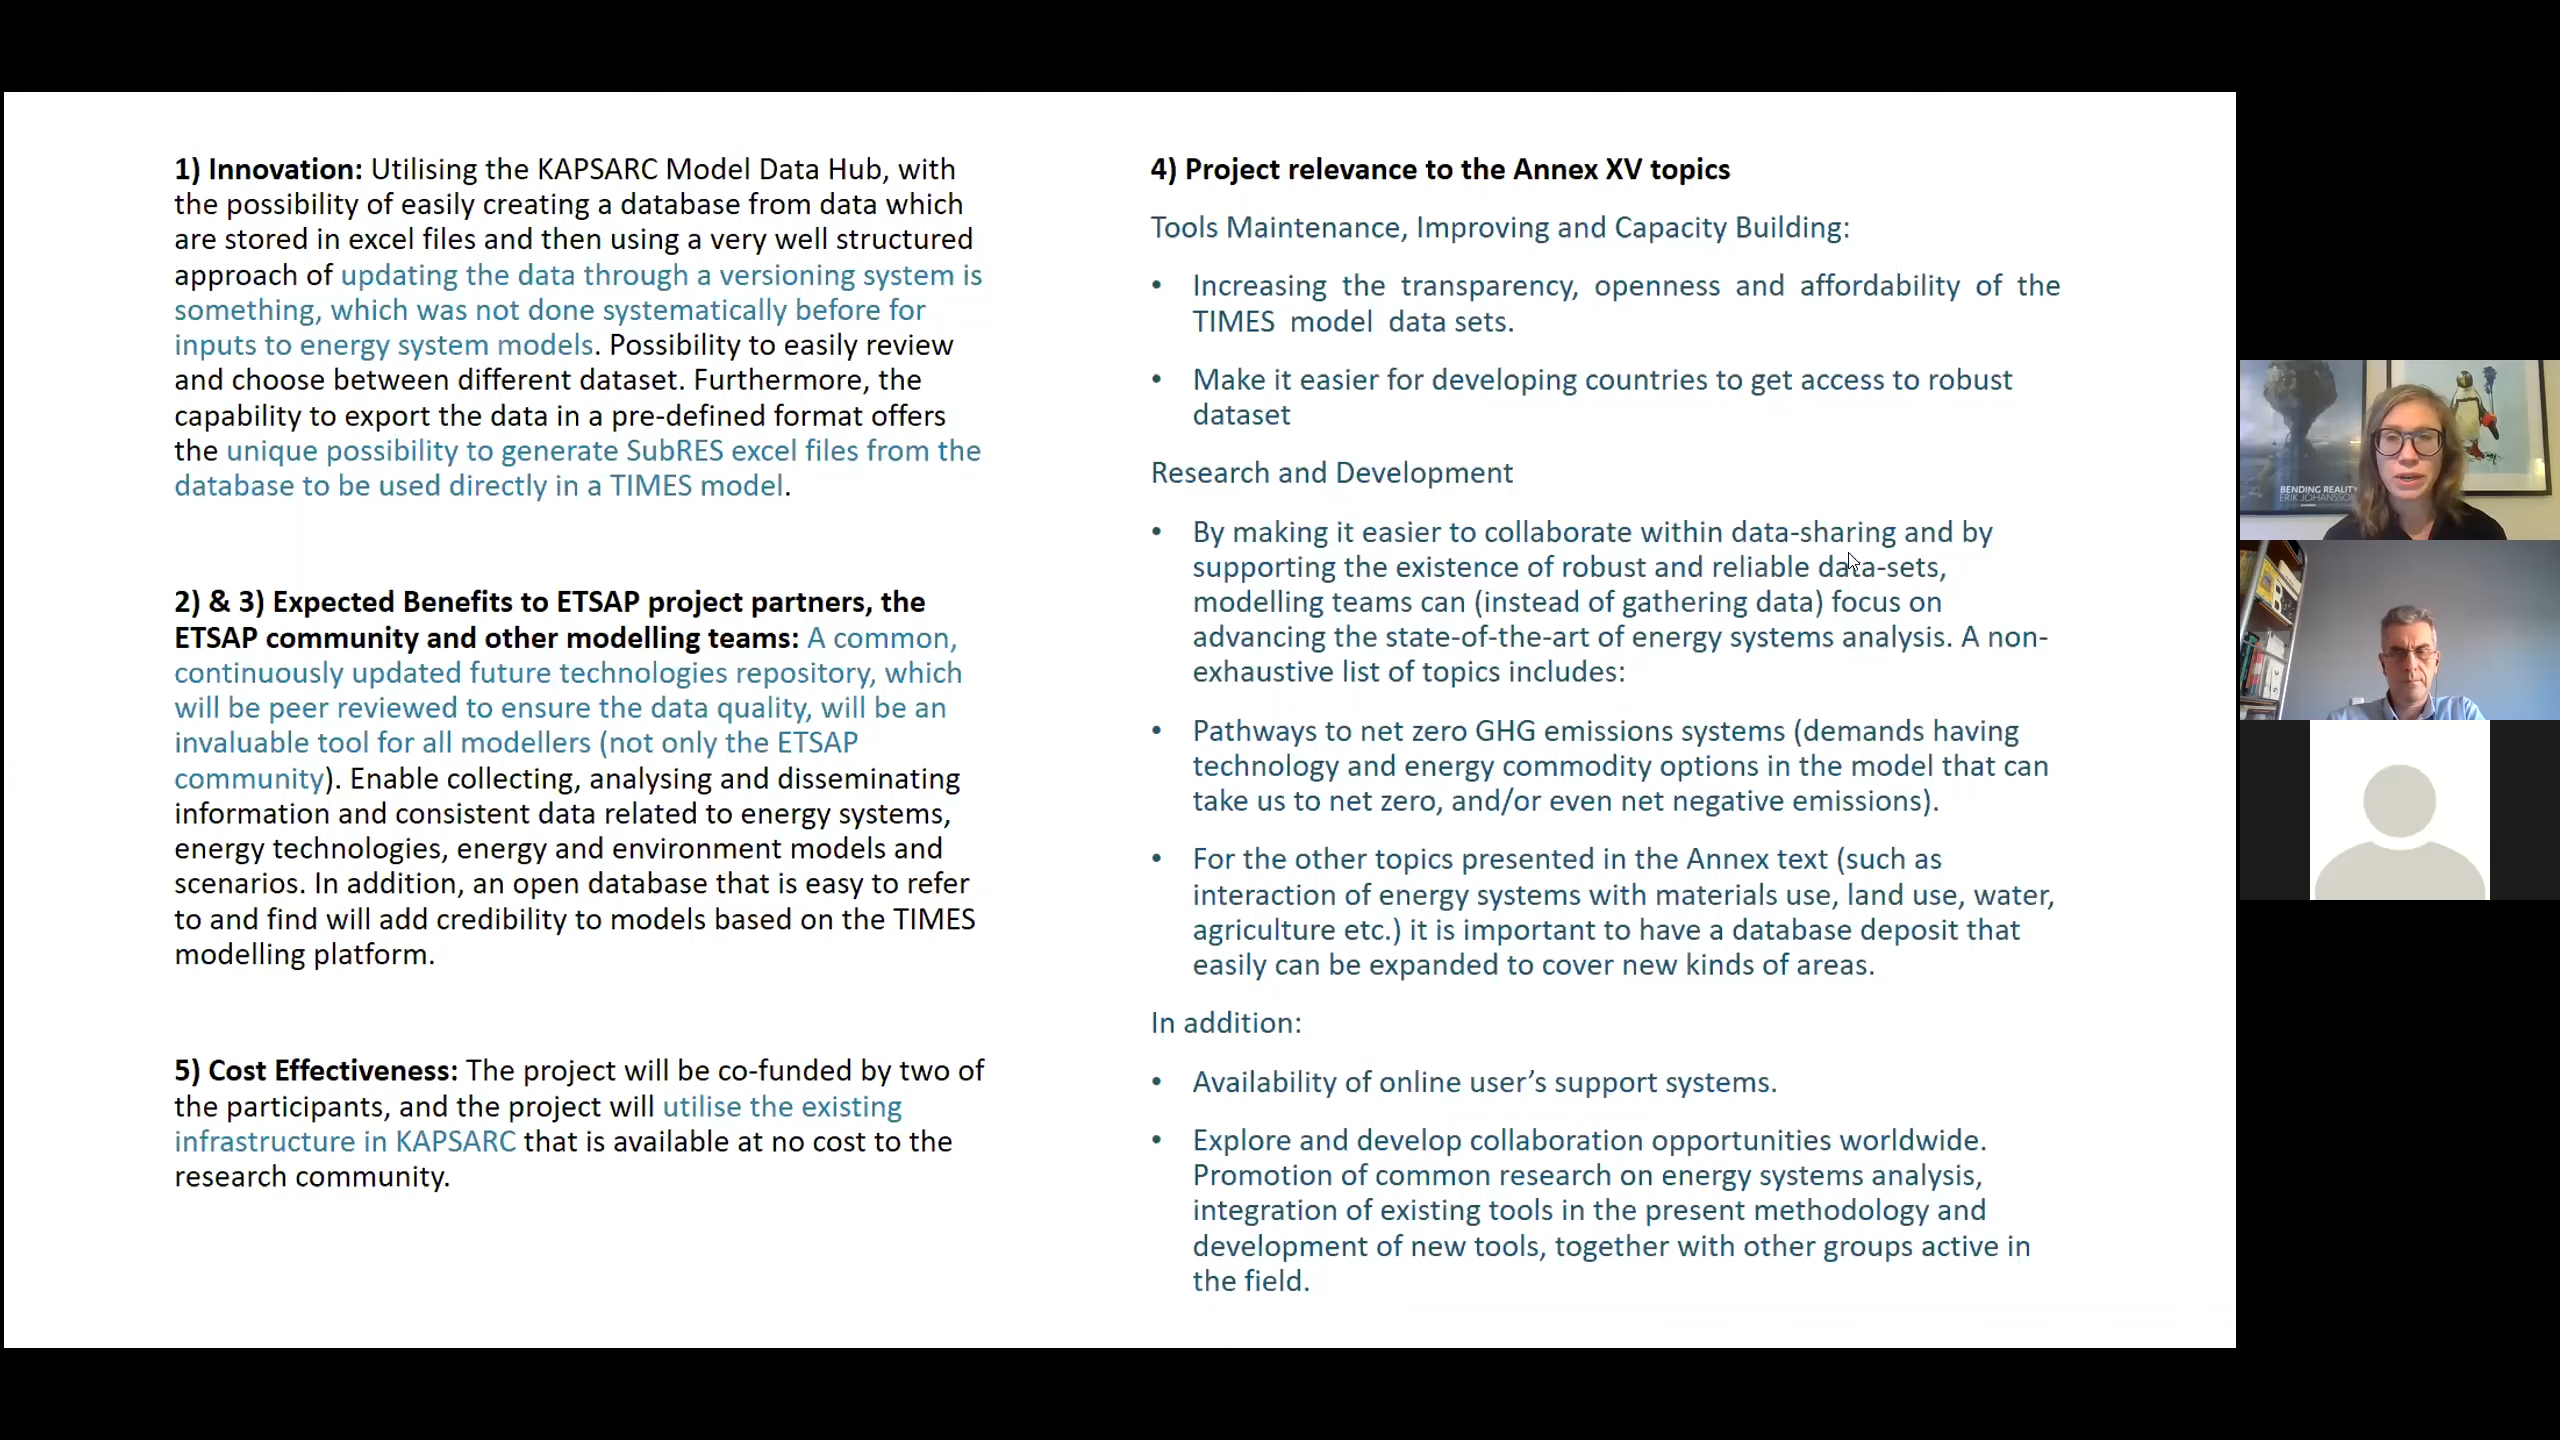 1) Innovation: Utilising the KAPSARC Model Data Hub, with
the possibility of easily creating a database from data which
are stored in excel files and then using a very well structured
approach of updating the data through a versioning system is
something, which was not done systematically before for
inputs to energy system models. Possibility to easily review
and choose between different dataset. Furthermore, the
capability to export the data in a pre-defined format offers
the unique possibility to generate SubRES excel files from the
database to be used directly in a TIMES model.
2) & 3) Expected Benefits to ETSAP project partners, the
ETSAP community and other modelling teams: A common,
continuously updated future technologies repository, which
will be peer reviewed to ensure the data quality, will be an
invaluable tool for all modellers (not only the ETSAP
community). Enable collecting, analysing and disseminating
information and consistent data related to energy systems,
energy technologies, energy and environment models and
scenarios. In addition, an open database that is easy to refer
to and find will add credibility to models based on the TIMES
modelling platform.
5) Cost Effectiveness: The project will be co-funded by two of
the participants, and the project will utilise the existing
infrastructure in KAPSARC that is available at no cost to the
research community.
4) Project relevance to the Annex XV topics
Tools Maintenance, Improving and Capacity Building:
• Increasing the transparency, openness and affordability of the
TIMES model data sets.
• Make it easier for developing countries to get access to robust
dataset
Research and Development
• By making it easier to collaborate within data-sharing and by
supporting the existence of robust and reliable data-sets,
modelling teams can (instead of gathering data) focus on
advancing the state-of-the-art of energy systems analysis. A non-
exhaustive list of topics includes:
• Pathways to net zero GHG emissions systems (demands having
technology and energy commodity options in the model that can
take us to net zero, and/or even net negative emissions).
• For the other topics presented in the Annex text (such as
interaction of energy systems with materials use, land use, water,
agriculture etc.) it is important to have a database deposit that
easily can be expanded to cover new kinds of areas.
In addition:
• Availability of online user’s support systems.
• Explore and develop collaboration opportunities worldwide.
Promotion of common research on energy systems analysis,
integration of existing tools in the present methodology and
development of new tools, together with other groups active in
the field.
BENDING REALITY
ERIK JOHANSSON